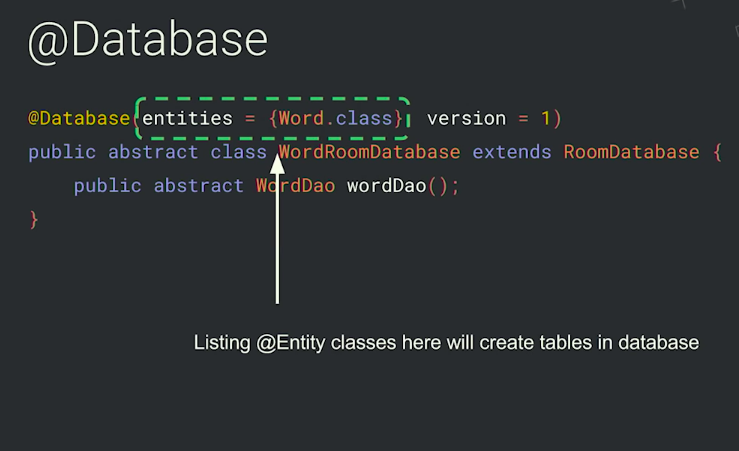 @Database
@Database(entities = {Word.class}, version = 1)
public abstract class WordRoomDatabase extends RoomDatabase {
public abstract WordDao wordDao();
}
Listing @Entity classes here will create tables in database